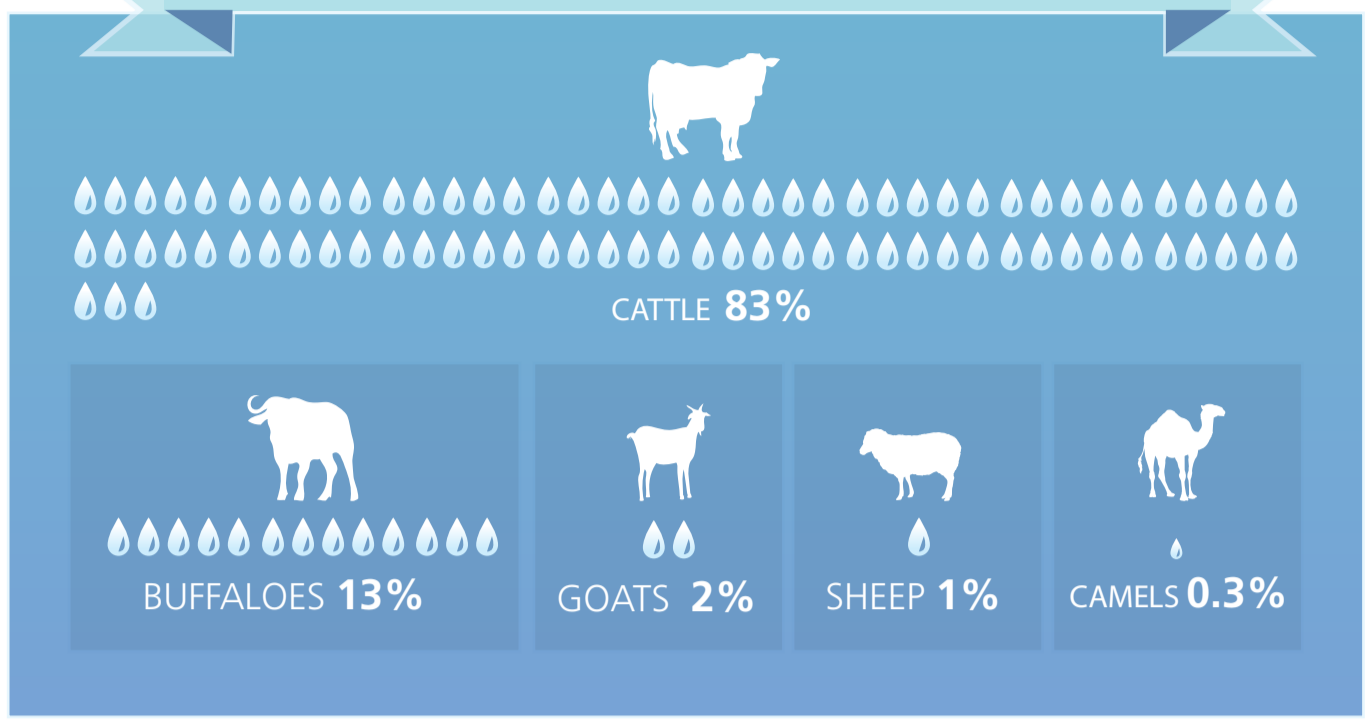 CATTLE 83%
BUFFALOES 13%
GOATS 2%
SHEEP 1%
CAMELS 0.3%